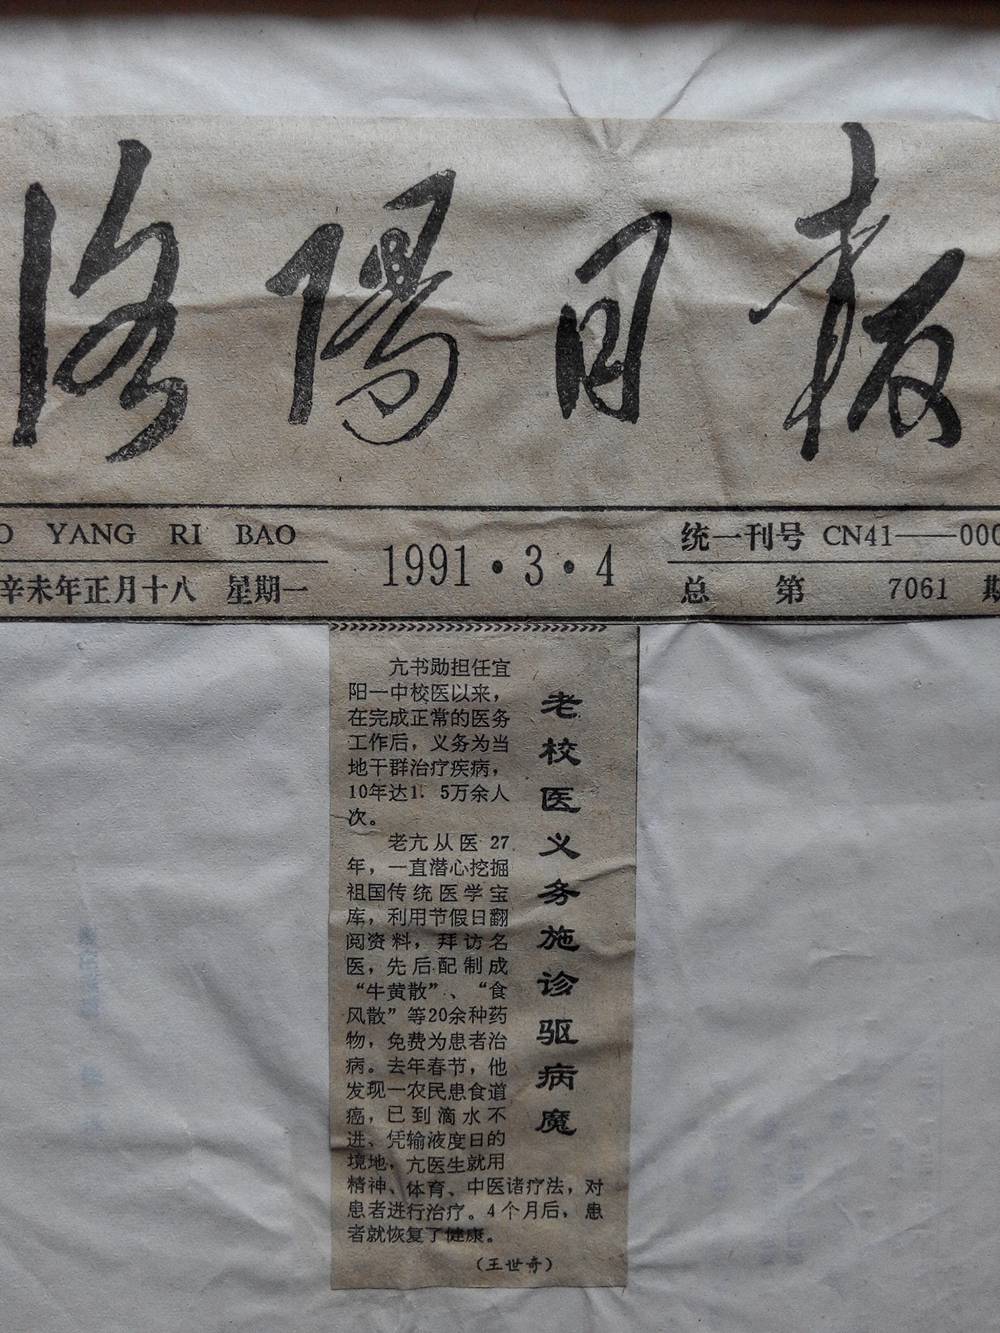 洛阳日报
O YANG RI BAO
辛未年正月十八 星期一
1991·3·4
统一刊号 CN41——000
总 第 7061 期
老校医义务施诊驱病魔
亢书勋担任宜
阳一中校医以来，
在完成正常的医务
工作后，义务为当
地干群治疗疾病，
10年达1.5万余人
次。
老亢从医27
年，一直潜心挖掘
祖国传统医学宝
库，利用节假日翻
阅资料，拜访名
医，先后配制成
“牛黄散”、“食
风散”等20余种药
物，免费为患者治
病。去年春节，他
发现一农民患食道
癌，已到滴水不
进、凭输液度日的
境地，亢医生就用
精神、体育、中医诸疗法，对
患者进行治疗。4个月后，患
者就恢复了健康。
（王世奇）